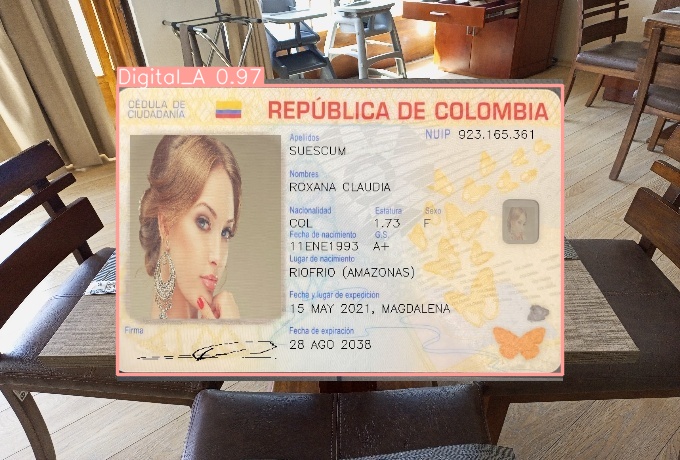 Digital_A 0.97
CÉDULA DE
CIUDADANÍA
REPÚBLICA DE COLOMBIA
NUIP 923.165.361
Apellidos
SUESCUM
Nombres
ROXANA CLAUDIA
Nacionalidad Estatura Sexo
COL 1.73 F
Fecha de nacimiento G.S.
11ENE1993 A+
Lugar de nacimiento
RIOFRIO (AMAZONAS)
Fecha y lugar de expedición
15 MAY 2021, MAGDALENA
Firma
Fecha de expiración
28 AGO 2038